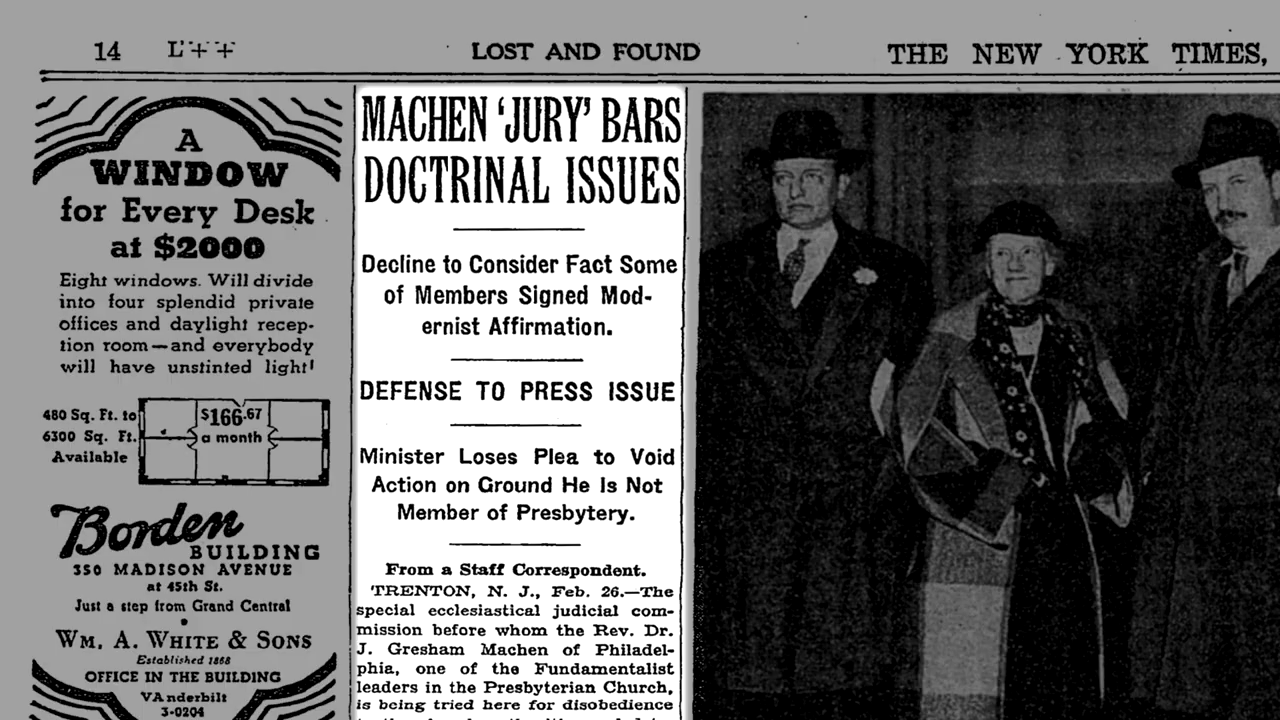 14
LOST AND FOUND
THE NEW YORK TIMES,
A
WINDOW
for Every Desk
at $2000
Eight windows. Will divide
into four splendid private
offices and daylight recep-
tion room—and everybody
will have unstinted light!
480 Sq. Ft. to
6300 Sq. Ft.
Available
$166.67
a month
Borden
BUILDING
350 MADISON AVENUE
at 45th St.
Just a step from Grand Central
WM. A. WHITE & SONS
Established 1868
OFFICE IN THE BUILDING
VAnderbilt
3-0204
MACHEN 'JURY' BARS
DOCTRINAL ISSUES
Decline to Consider Fact Some
of Members Signed Mod-
ernist Affirmation.
DEFENSE TO PRESS ISSUE
Minister Loses Plea to Void
Action on Ground He Is Not
Member of Presbytery.
From a Staff Correspondent.
TRENTON, N. J., Feb. 26.—The
special ecclesiastical judicial com-
mission before whom the Rev. Dr.
J. Gresham Machen of Philadel-
phia, one of the Fundamentalist
leaders in the Presbyterian Church,
is being tried here for disobedience